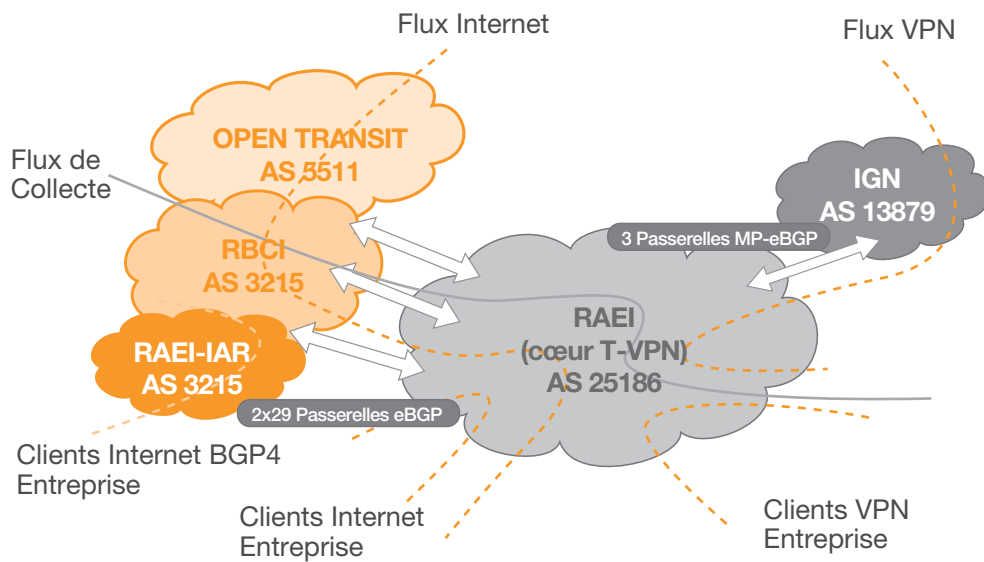 Flux Internet
Flux VPN
OPEN TRANSIT
AS 5511
Flux de
Collecte
IGN
AS 13879
3 Passerelles MP-eBGP
RBCI
AS 3215
RAEI
(cœur T-VPN)
AS 25186
RAEI-IAR
AS 3215
2x29 Passerelles eBGP
Clients Internet BGP4
Entreprise
Clients Internet
Entreprise
Clients VPN
Entreprise